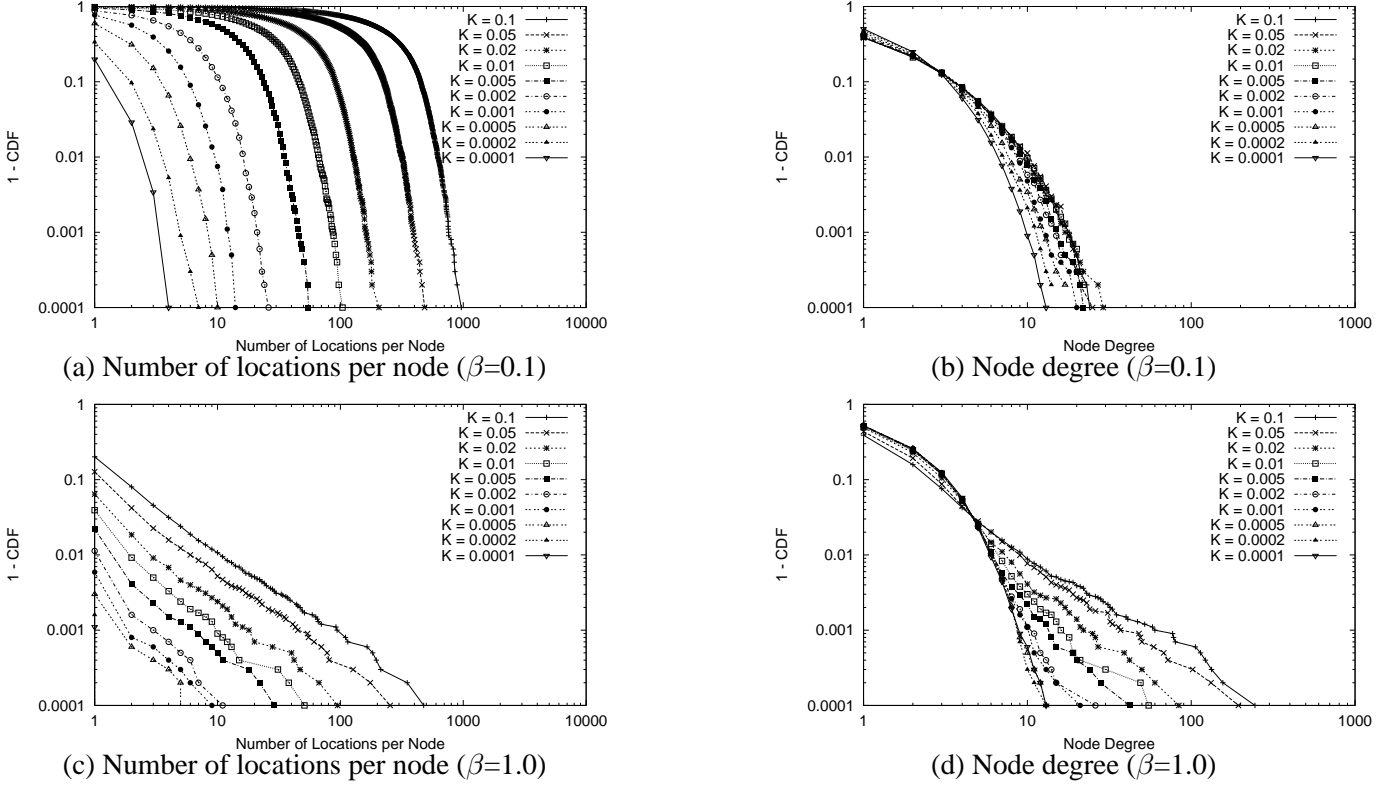 1
0.1
0.01
0.001
0.0001
1 - CDF
1 10 100 1000 10000
Number of Locations per Node
K = 0.1
K = 0.05
K = 0.02
K = 0.01
K = 0.005
K = 0.002
K = 0.001
K = 0.0005
K = 0.0002
K = 0.0001
(a) Number of locations per node (β=0.1)
1
0.1
0.01
0.001
0.0001
1 - CDF
1 10 100 1000
Node Degree
K = 0.1
K = 0.05
K = 0.02
K = 0.01
K = 0.005
K = 0.002
K = 0.001
K = 0.0005
K = 0.0002
K = 0.0001
(b) Node degree (β=0.1)
1
0.1
0.01
0.001
0.0001
1 - CDF
1 10 100 1000 10000
Number of Locations per Node
K = 0.1
K = 0.05
K = 0.02
K = 0.01
K = 0.005
K = 0.002
K = 0.001
K = 0.0005
K = 0.0002
K = 0.0001
(c) Number of locations per node (β=1.0)
1
0.1
0.01
0.001
0.0001
1 - CDF
1 10 100 1000
Node Degree
K = 0.1
K = 0.05
K = 0.02
K = 0.01
K = 0.005
K = 0.002
K = 0.001
K = 0.0005
K = 0.0002
K = 0.0001
(d) Node degree (β=1.0)